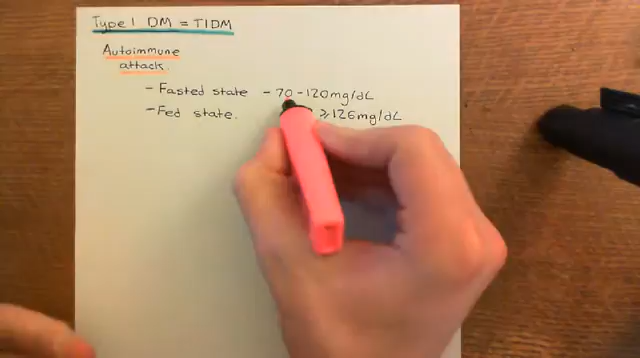 Type 1 DM = T1DM
Autoimmune
attack.
- Fasted state - 70 - 120mg/dL
- Fed state. ≥126mg/dL